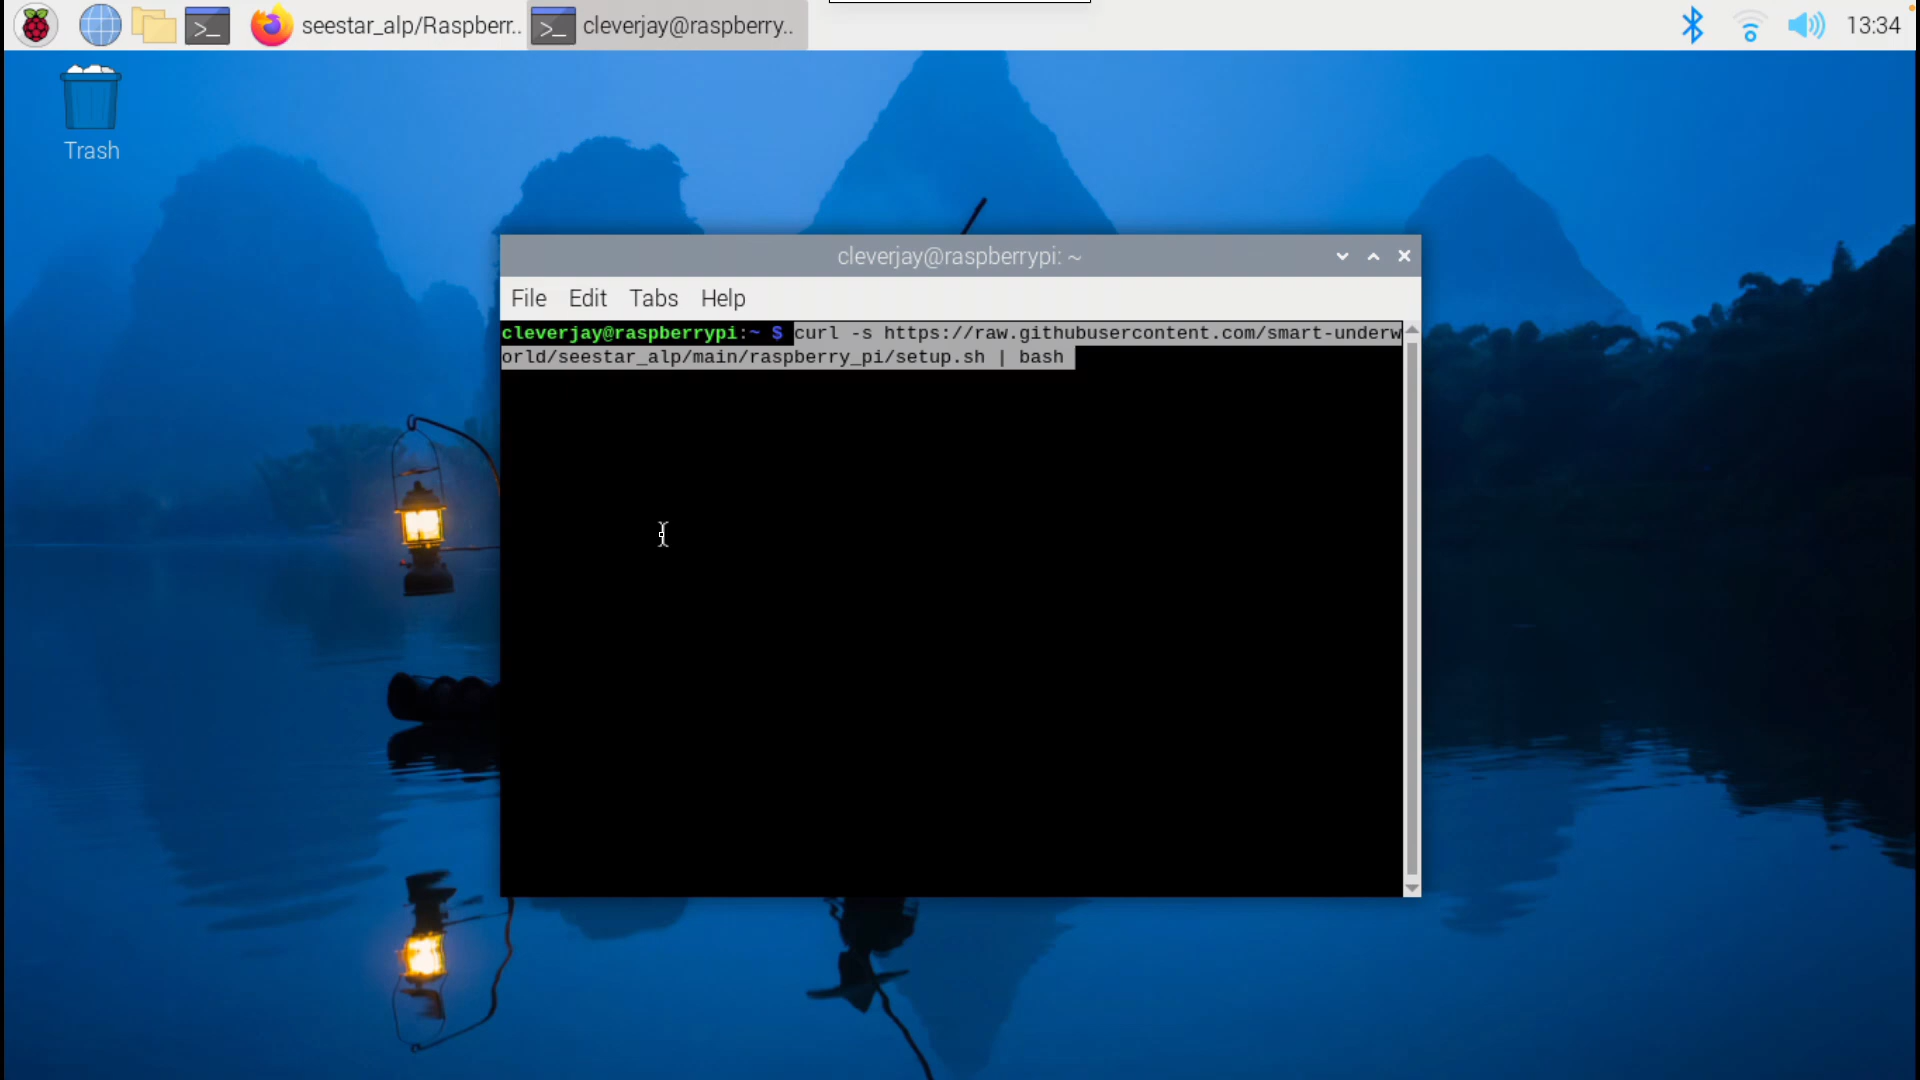 seestar_alp/Raspberr..
cleverjay@raspberry..
13:34
Trash
cleverjay@raspberrypi: ~
File Edit Tabs Help
cleverjay@raspberrypi:~ $ curl -s https://raw.githubusercontent.com/smart-underw
orld/seestar_alp/main/raspberry_pi/setup.sh | bash